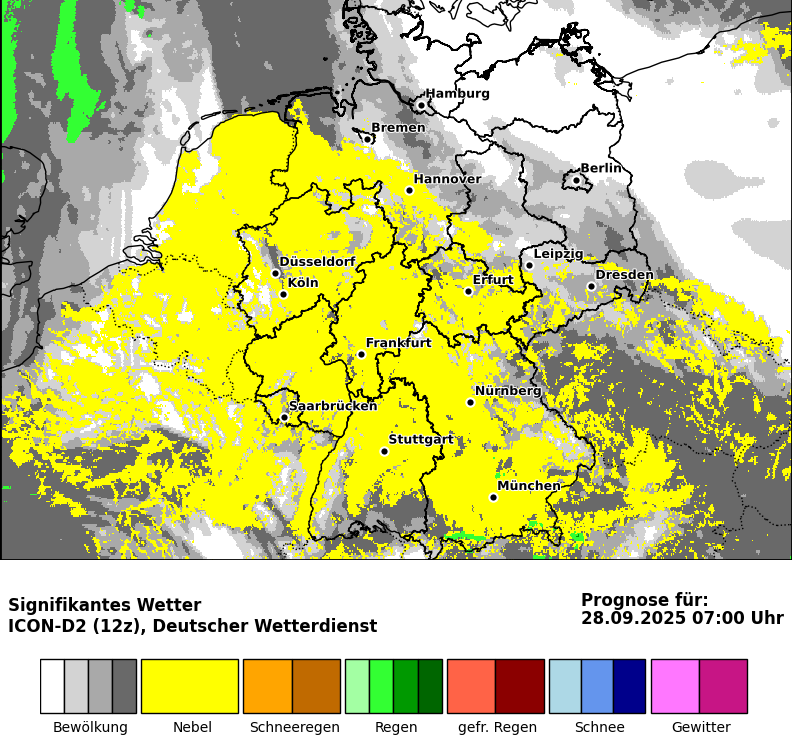 Hamburg
Bremen
Berlin
Hannover
Leipzig
Düsseldorf
Dresden
Köln
Erfurt
Frankfurt
Nürnberg
Saarbrücken
Stuttgart
München
Signifikantes Wetter
ICON-D2 (12z), Deutscher Wetterdienst
Prognose für:
28.09.2025 07:00 Uhr
Bewölkung Nebel Schneeregen Regen gefr. Regen Schnee Gewitter